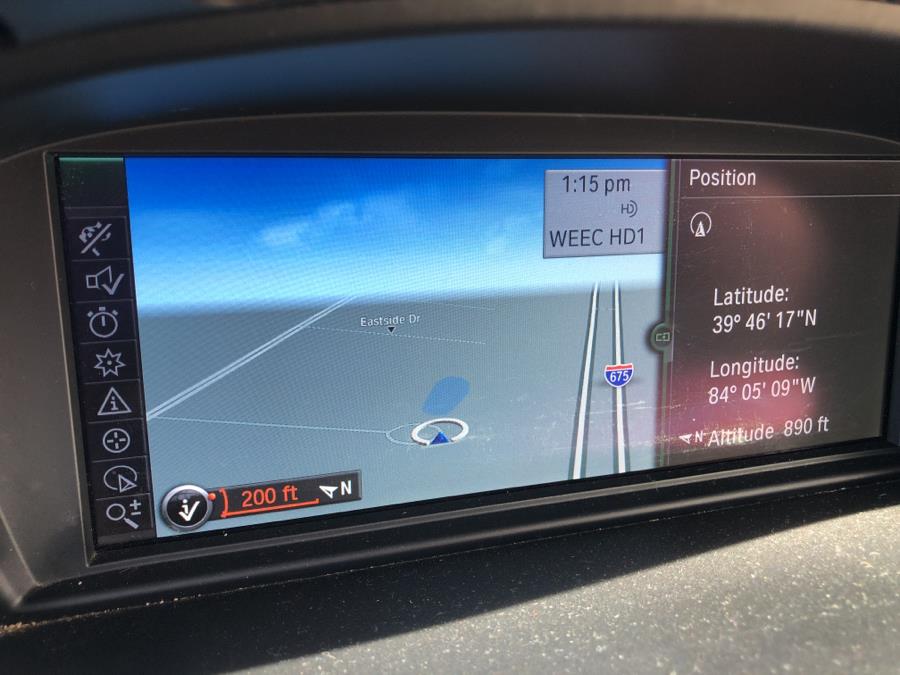 1:15 pm
HD
WEEC HD1
Eastside Dr
675
200 ft
N
Position
Latitude:
39° 46' 17"N
Longitude:
84° 05' 09"W
N Altitude 890 ft